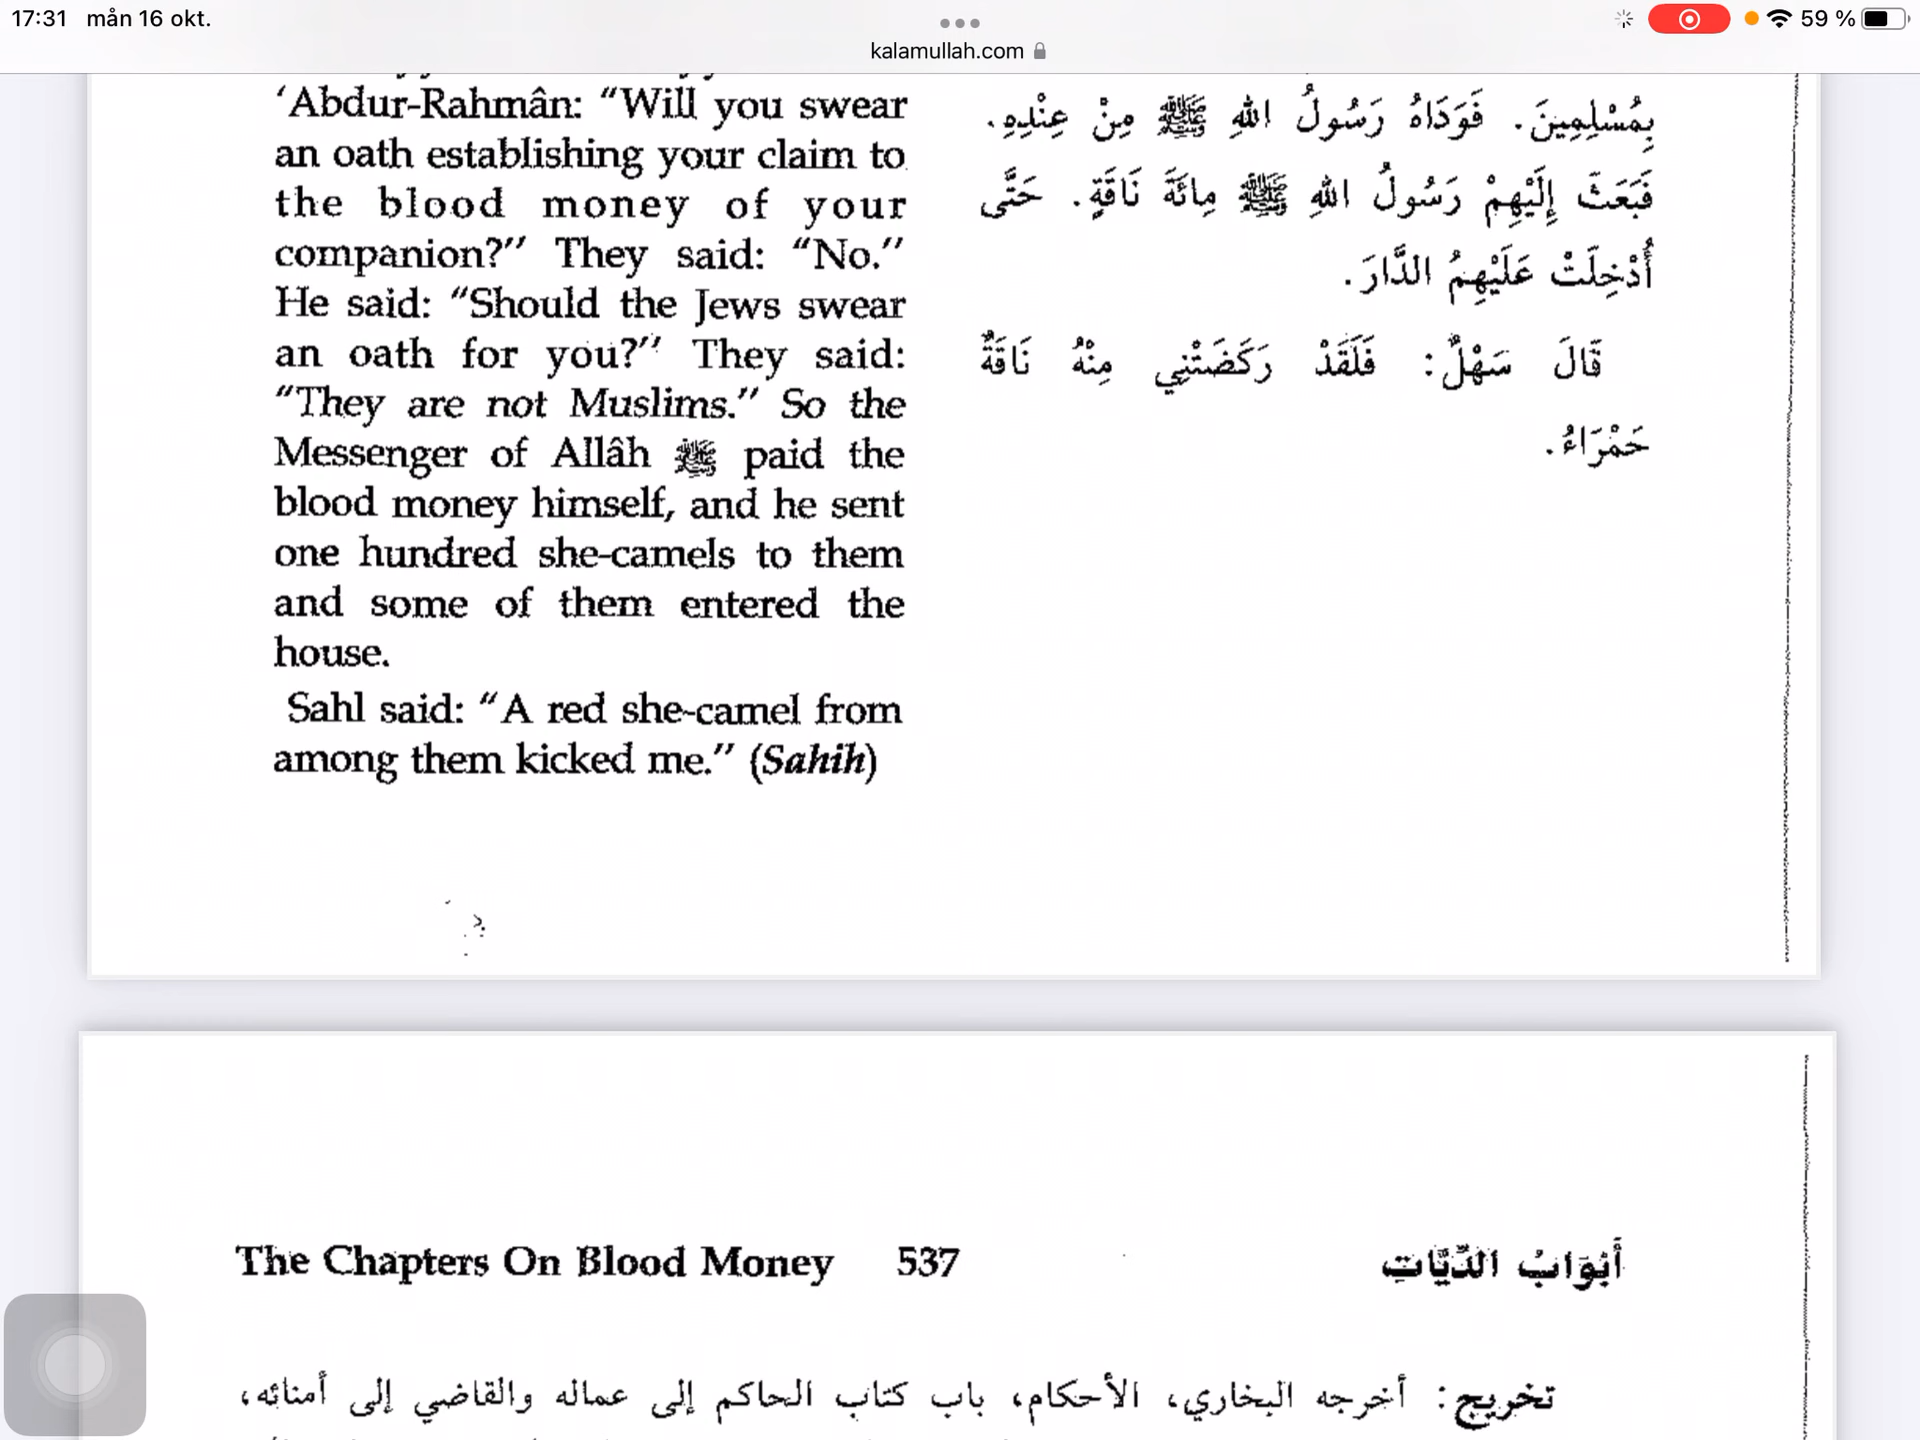 17:31 mån 16 okt.
59 %
kalamullah.com
‘Abdur-Rahmân: “Will you swear
an oath establishing your claim to
the blood money of your
companion?” They said: “No.”
He said: “Should the Jews swear
an oath for you?” They said:
“They are not Muslims.” So the
Messenger of Allâh ﷺ paid the
blood money himself, and he sent
one hundred she-camels to them
and some of them entered the
house.
Sahl said: “A red she-camel from
among them kicked me.” (Sahih)
بِمُسْلِمِينَ. فَوَدَاهُ رَسُولُ اللهِ ﷺ مِنْ عِنْدِهِ.
فَبَعَثَ إِلَيْهِمْ رَسُولُ اللهِ ﷺ مِائَةَ نَاقَةٍ. حَتَّى
أُدْخِلَتْ عَلَيْهِمُ الدَّارَ.
قَالَ سَهْلٌ: فَلَقَدْ رَكَضَتْنِي مِنْهُ نَاقَةٌ
حَمْرَاءُ.
The Chapters On Blood Money 537 أَبْوَابُ الدِّيَّاتِ
تخريج: أخرجه البخاري، الأحكام، باب كتاب الحاكم إلى عماله والقاضي إلى أمنائه،